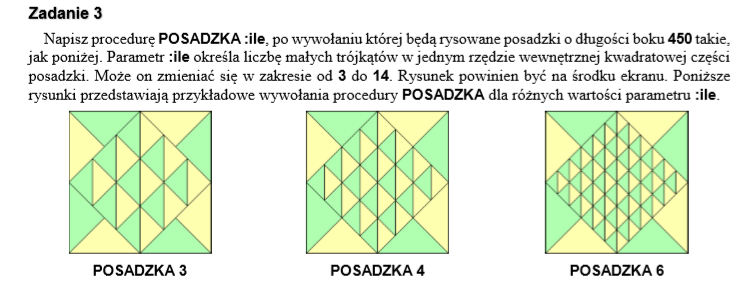 Zadanie 3
Napisz procedurę POSADZKA :ile, po wywołaniu której będą rysowane posadzki o długości boku 450 takie,
jak poniżej. Parametr :ile określa liczbę małych trójkątów w jednym rzędzie wewnętrznej kwadratowej części
posadzki. Może on zmieniać się w zakresie od 3 do 14. Rysunek powinien być na środku ekranu. Poniższe
rysunki przedstawiają przykładowe wywołania procedury POSADZKA dla różnych wartości parametru :ile.
POSADZKA 3 POSADZKA 4 POSADZKA 6